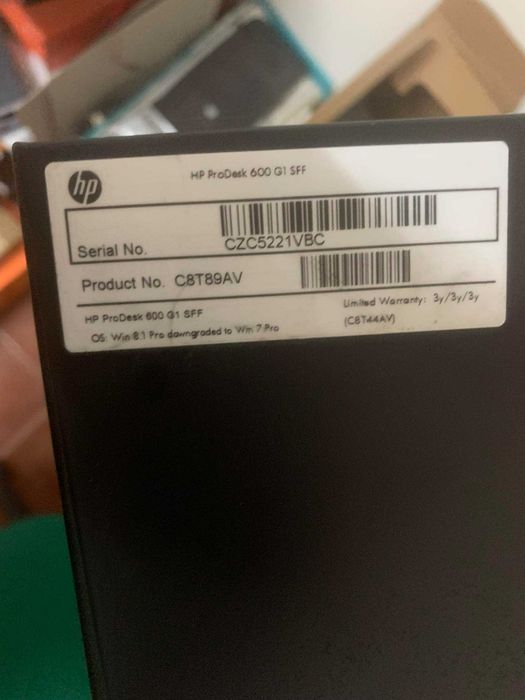 hp
HP ProDesk 600 G1 SFF
Serial No. CZC5221VBC
Product No. C8T89AV
HP ProDesk 600 G1 SFF
Limited Warranty: 3y/3y/3y
OS: Win 8.1 Pro downgraded to Win 7 Pro
(C8T44AV)